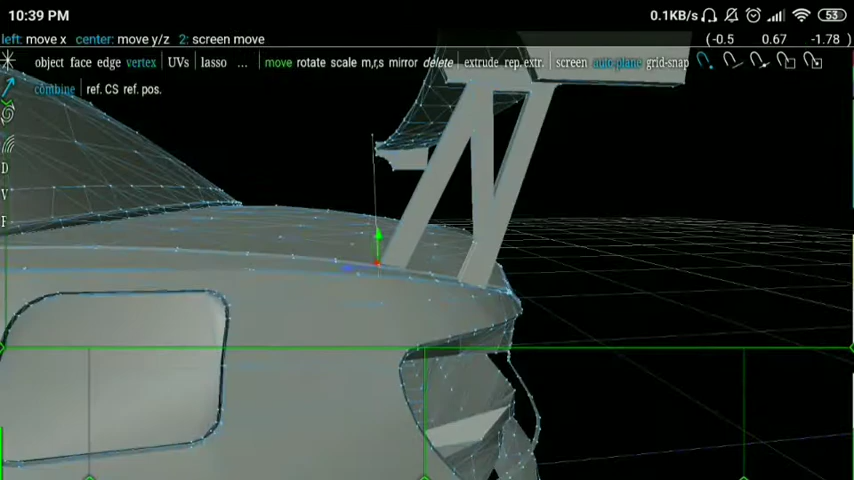 10:39 PM 0.1KB/s 53
left: move x center: move y/z 2: screen move (-0.5 0.67 -1.78)
object face edge vertex UVs lasso ... move rotate scale m,r,s mirror delete extrude rep. extr. screen auto plane grid-snap
combine ref. CS ref. pos.
D
V
F